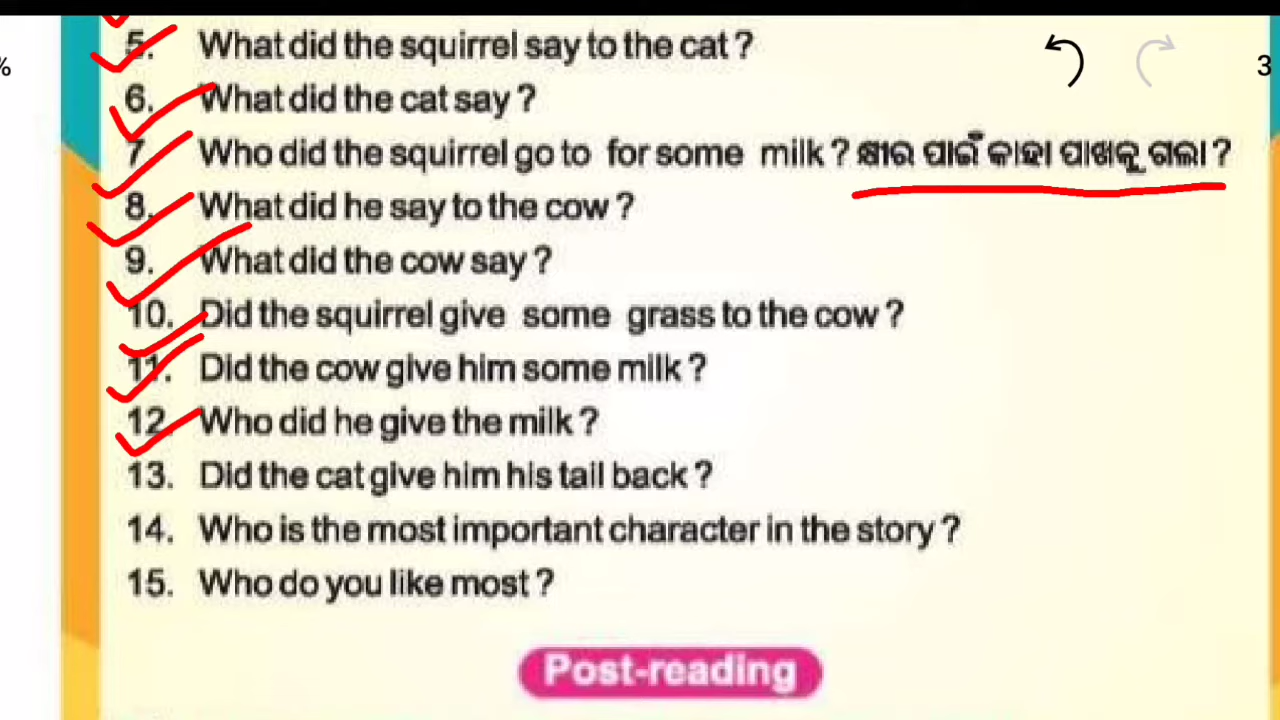 %
3
5. What did the squirrel say to the cat ?
6. What did the cat say ?
7 Who did the squirrel go to for some milk ? କ୍ଷୀର ପାଇଁ କାହା ପାଖକୁ ଗଲା ?
8. What did he say to the cow ?
9. What did the cow say ?
10. Did the squirrel give some grass to the cow ?
11. Did the cow give him some milk ?
12. Who did he give the milk ?
13. Did the cat give him his tail back ?
14. Who is the most important character in the story ?
15. Who do you like most ?
Post-reading